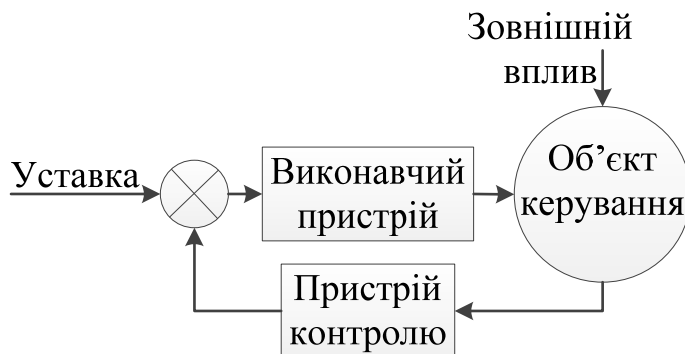 Зовнішній
вплив
Уставка
Виконавчий
пристрій
Об’єкт
керування
Пристрій
контролю